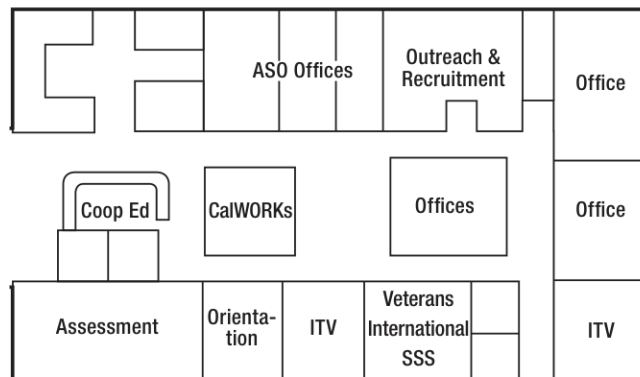 ASO Offices
Outreach &
Recruitment
Office
Coop Ed
CalWORKs
Offices
Office
Assessment
Orienta-
tion
ITV
Veterans
International
SSS
ITV